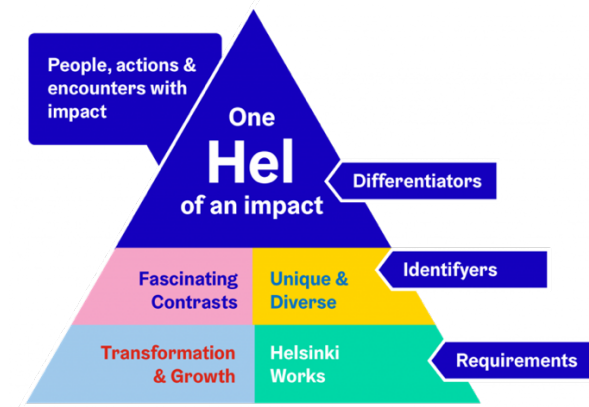 People, actions &
encounters with
impact
One
Hel
of an impact
Differentiators
Fascinating
Contrasts
Unique &
Diverse
Identifyers
Transformation
& Growth
Helsinki
Works
Requirements